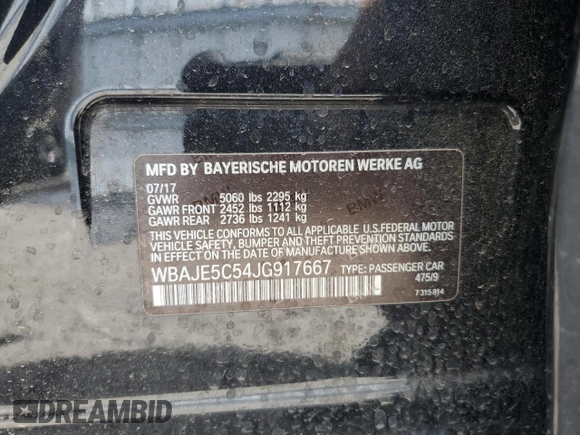 MFD BY BAYERISCHE MOTOREN WERKE AG
07/17
GVWR 5060 lbs 2295 kg
GAWR FRONT 2452 lbs 1112 kg
GAWR REAR 2736 lbs 1241 kg
THIS VEHICLE CONFORMS TO ALL APPLICABLE U.S.FEDERAL MOTOR
VEHICLE SAFETY, BUMPER, AND THEFT PREVENTION STANDARDS
IN EFFECT ON THE DATE OF MANUFACTURE SHOWN ABOVE.
WBAJE5C54JG917667 TYPE: PASSENGER CAR
475/9
7 315 814
DREAMBID